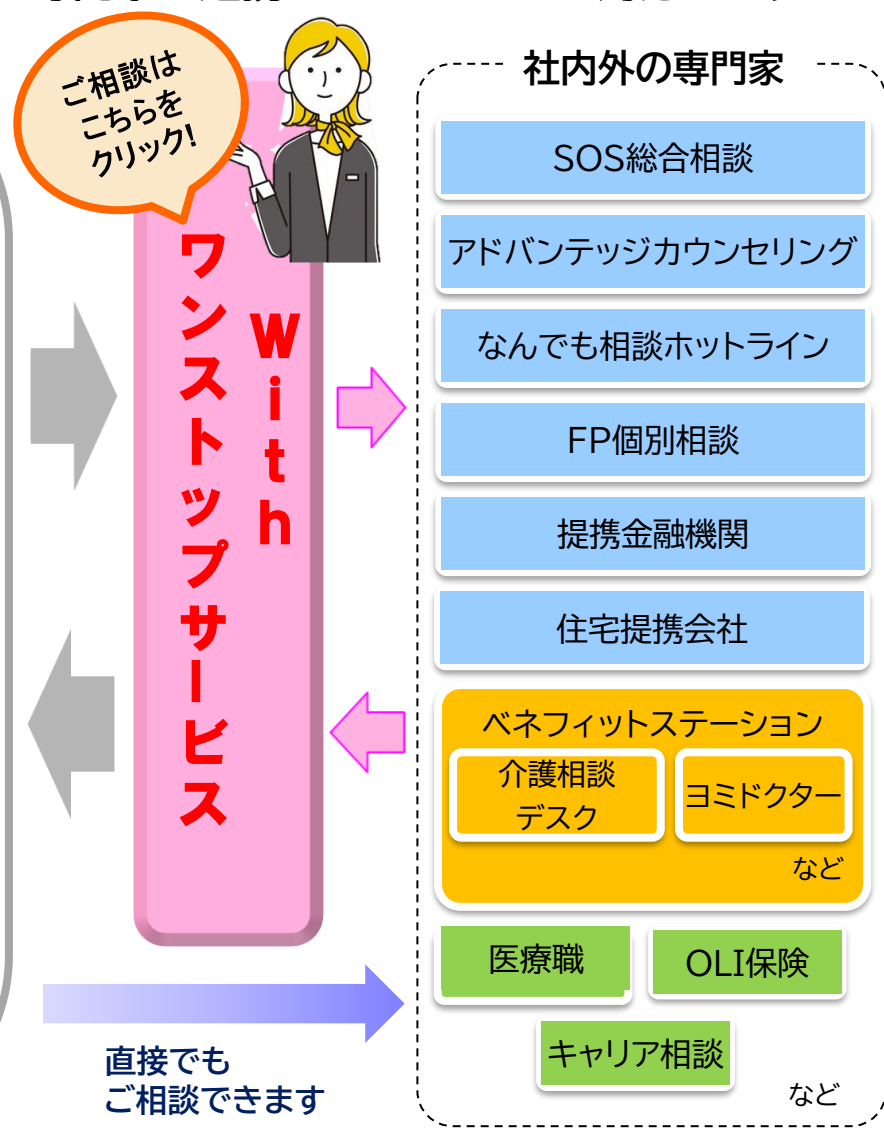 ご相談は
こちらを
クリック!
ワンストップサービス
With
社内外の専門家
SOS総合相談
アドバンテッジカウンセリング
なんでも相談ホットライン
FP個別相談
提携金融機関
住宅提携会社
ベネフィットステーション
介護相談
デスク
ヨミドクター
など
医療職
OLI保険
キャリア相談
など
直接でも
ご相談できます